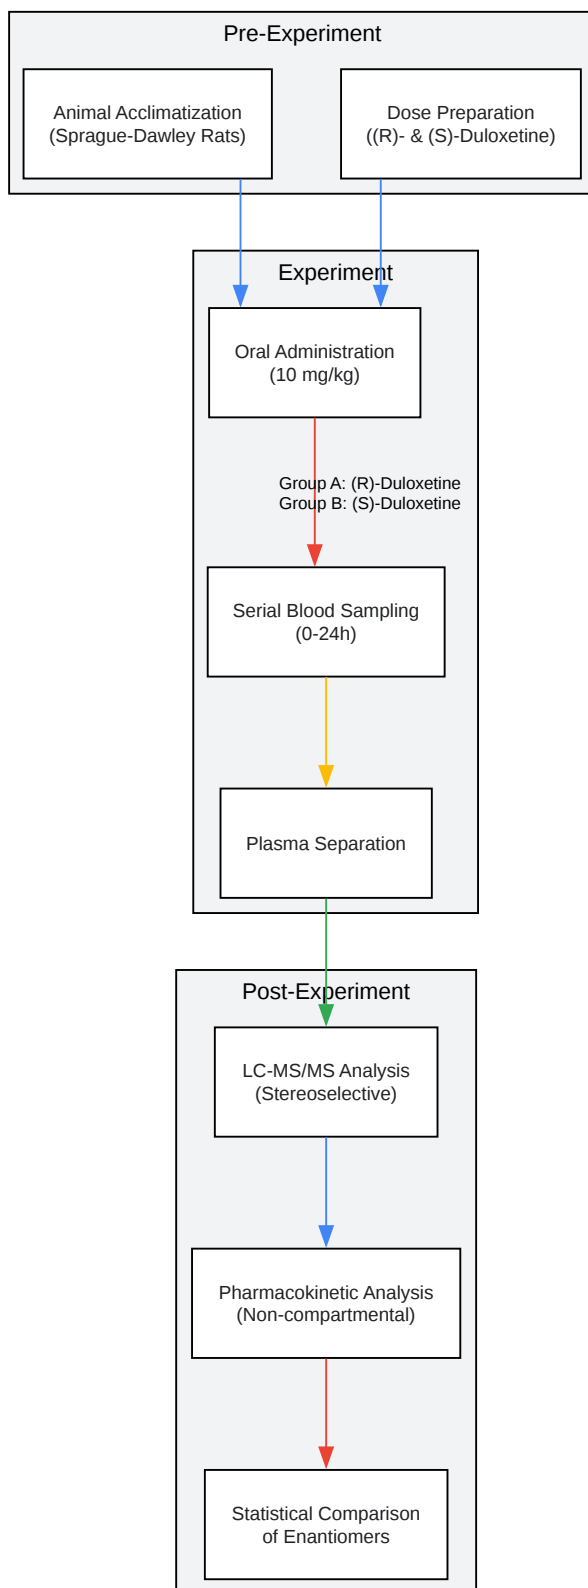 Pre-Experiment
Animal Acclimatization
(Sprague-Dawley Rats)
Dose Preparation
((R)- & (S)-Duloxetine)
Experiment
Oral Administration
(10 mg/kg)
Group A: (R)-Duloxetine
Group B: (S)-Duloxetine
Serial Blood Sampling
(0-24h)
Plasma Separation
Post-Experiment
LC-MS/MS Analysis
(Stereoselective)
Pharmacokinetic Analysis
(Non-compartmental)
Statistical Comparison
of Enantiomers